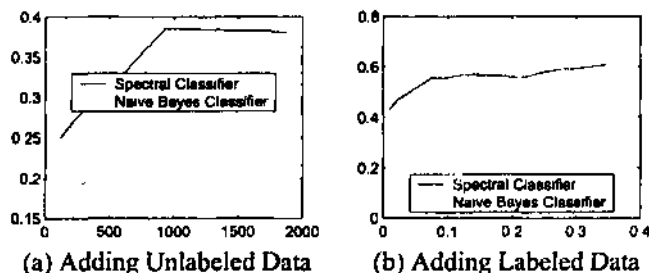 0.4
0.35
0.3
0.25
0.2
0.15
0 500 1000 1500 2000
Spectral Classifier
Naive Bayes Classifier
(a) Adding Unlabeled Data
0.8
0.6
0.4
0.2
0
0 0.1 0.2 0 3 0 4
Spectral Classifier
Naive Bayes Classifier
(b) Adding Labeled Data